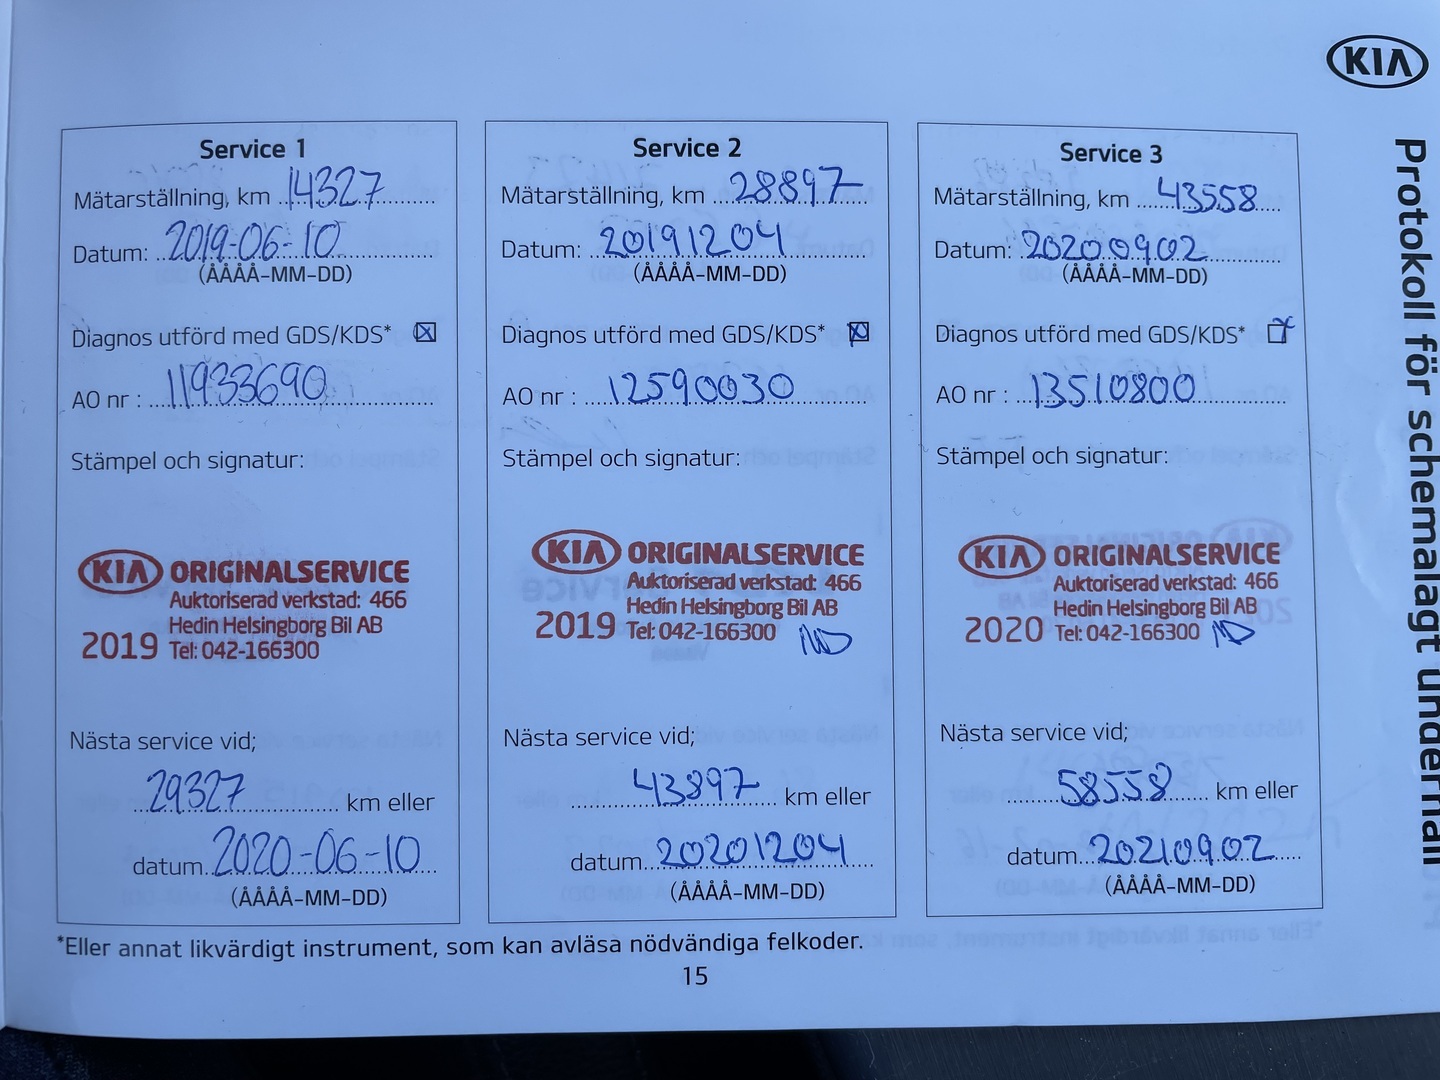 KIA
Protokoll för schemalagt underhåll
Service 1
Mätarställning, km 14327
Datum: 2019-06-10
(ÅÅÅÅ-MM-DD)
Diagnos utförd med GDS/KDS*
AO nr : 11933690
Stämpel och signatur:
KIA ORIGINALSERVICE
Auktoriserad verkstad: 466
Hedin Helsingborg Bil AB
2019 Tel: 042-166300
Nästa service vid;
29327 km eller
datum 2020-06-10
(ÅÅÅÅ-MM-DD)
Service 2
Mätarställning, km 28897
Datum: 20191204
(ÅÅÅÅ-MM-DD)
Diagnos utförd med GDS/KDS*
AO nr : 12590030
Stämpel och signatur:
KIA ORIGINALSERVICE
Auktoriserad verkstad: 466
Hedin Helsingborg Bil AB
2019 Tel: 042-166300
Nästa service vid;
43897 km eller
datum 20201204
(ÅÅÅÅ-MM-DD)
Service 3
Mätarställning, km 43558
Datum: 20200902
(ÅÅÅÅ-MM-DD)
Diagnos utförd med GDS/KDS*
AO nr : 13510800
Stämpel och signatur:
KIA ORIGINALSERVICE
Auktoriserad verkstad: 466
Hedin Helsingborg Bil AB
2020 Tel: 042-166300
Nästa service vid;
58558 km eller
datum 20210902
(ÅÅÅÅ-MM-DD)
*Eller annat likvärdigt instrument, som kan avläsa nödvändiga felkoder.
15